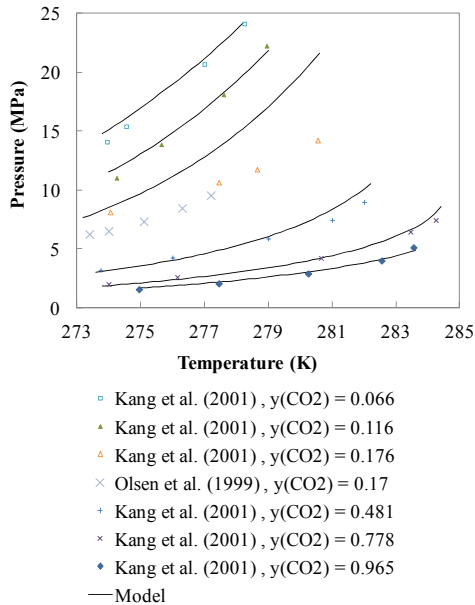 25
20
15
10
5
0
Pressure (MPa)
273 275 277 279 281 283 285
Temperature (K)
Kang et al. (2001) , y(CO2) = 0.066
Kang et al. (2001) , y(CO2) = 0.116
Kang et al. (2001) , y(CO2) = 0.176
Olsen et al. (1999) , y(CO2) = 0.17
Kang et al. (2001) , y(CO2) = 0.481
Kang et al. (2001) , y(CO2) = 0.778
Kang et al. (2001) , y(CO2) = 0.965
Model